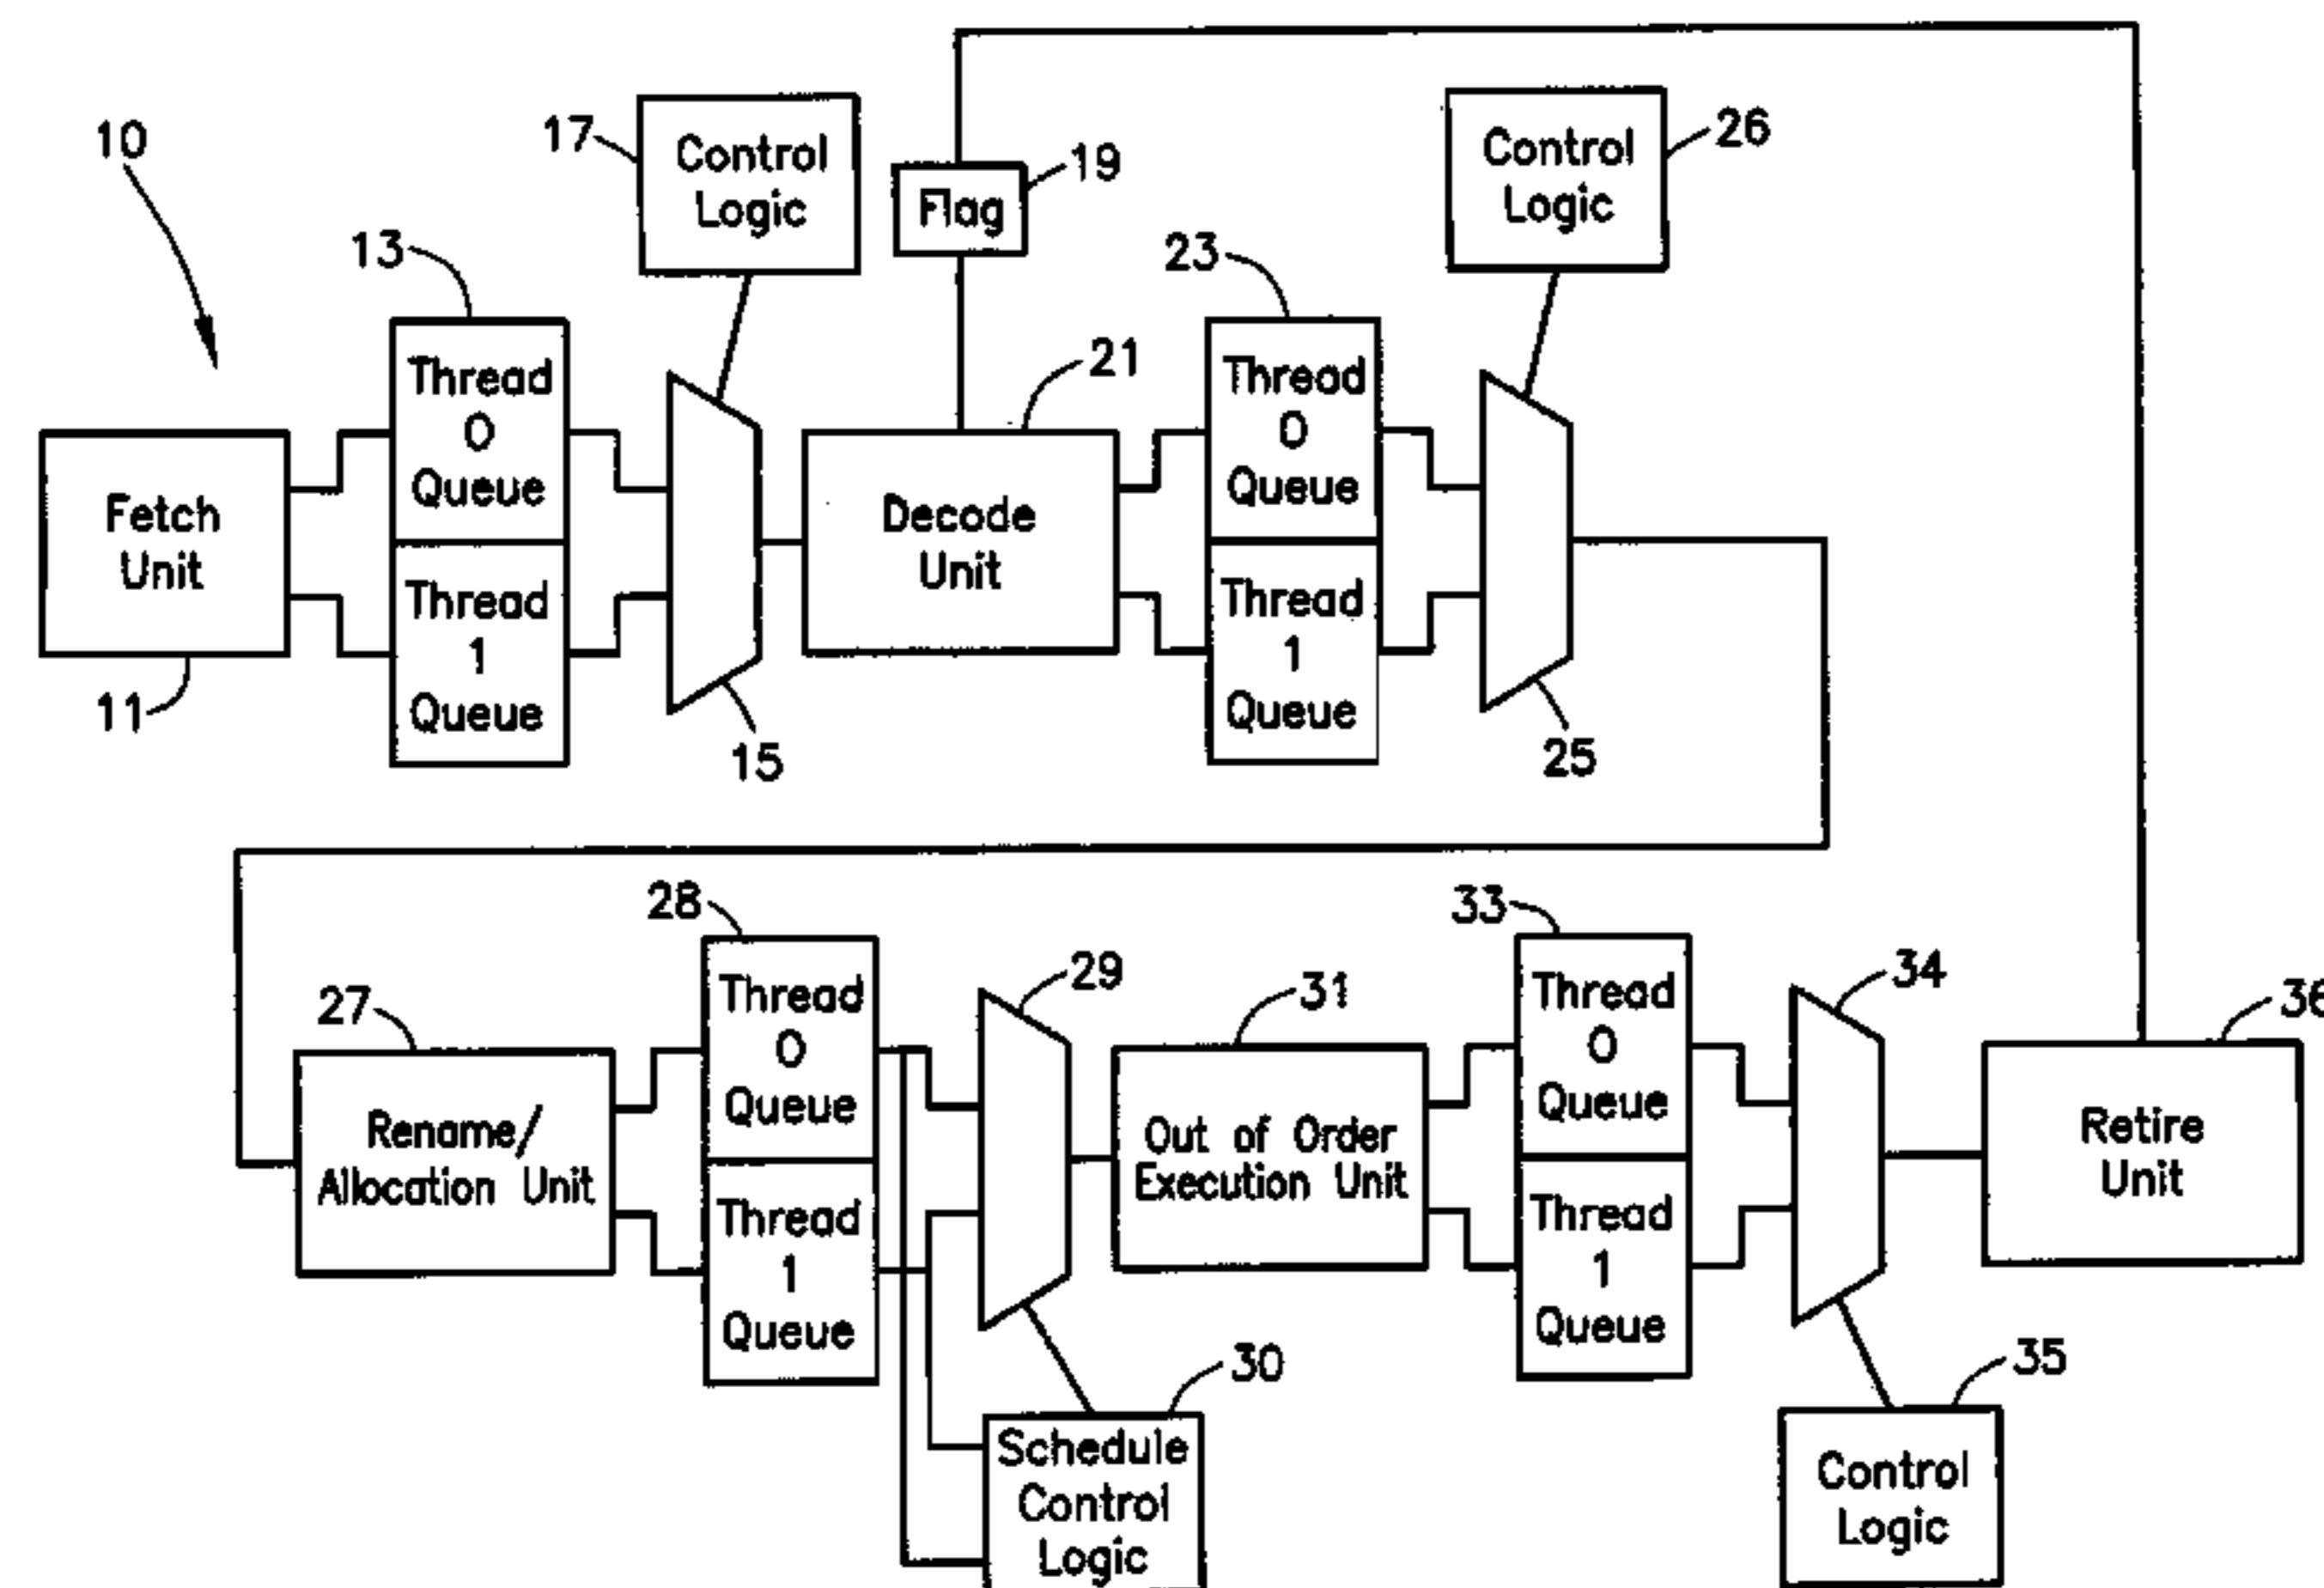 10
17
Control
Logic
Flag
19
Control
Logic
26
13
23
Thread
0
Queue
21
Thread
0
Queue
Fetch
Unit
Decode
Unit
Thread
1
Queue
Thread
1
Queue
11
15
25
28
33
27
Thread
0
Queue
29
31
Thread
0
Queue
34
36
Rename/
Allocation Unit
Out of Order
Execution Unit
Retire
Unit
Thread
1
Queue
Thread
1
Queue
30
35
Schedule
Control
Logic
Control
Logic